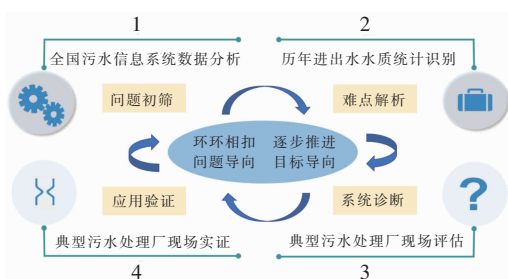 1
2
全国污水信息系统数据分析
历年进出水水质统计识别
问题初筛
难点解析
环环相扣 逐步推进
问题导向 目标导向
应用验证
系统诊断
?
典型污水处理厂现场实证
典型污水处理厂现场评估
4
3